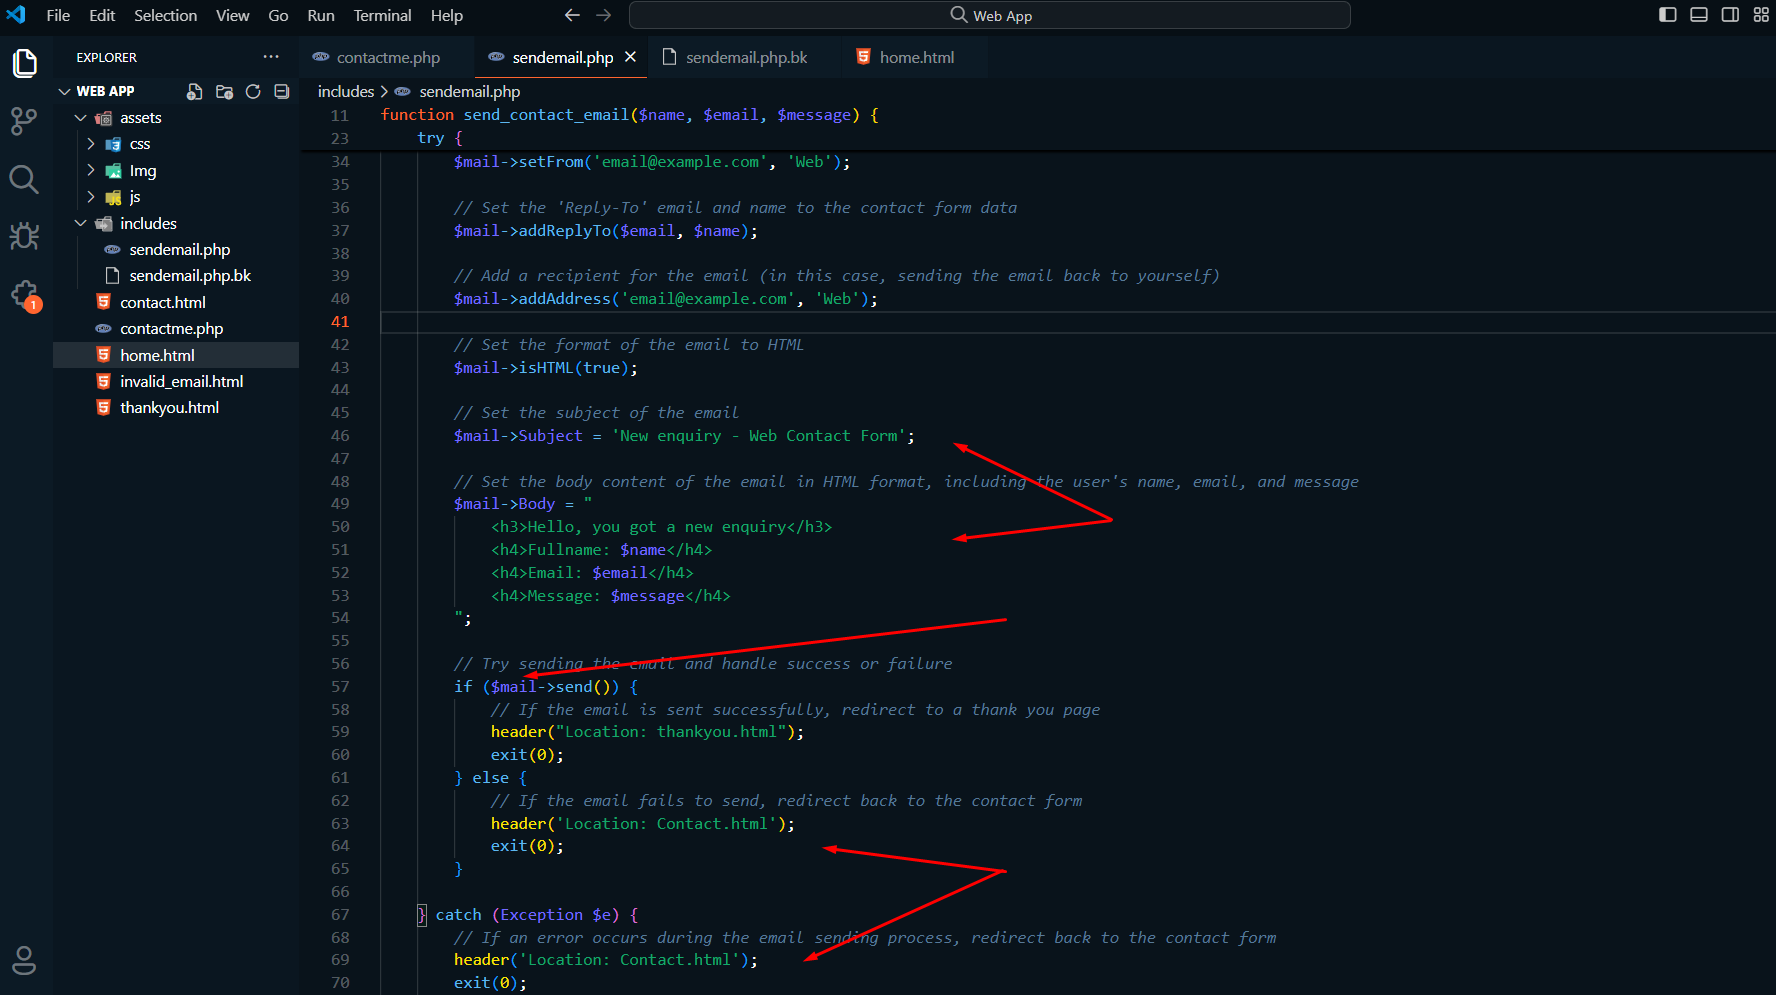 File Edit Selection View Go Run Terminal Help
Web App
EXPLORER
contactme.php
sendemail.php
sendemail.php.bk
home.html
WEB APP
assets
css
Img
js
includes
sendemail.php
sendemail.php.bk
contact.html
contactme.php
home.html
invalid_email.html
thankyou.html
1
includes > sendemail.php
11 function send_contact_email($name, $email, $message) {
23 try {
34 $mail->setFrom('email@example.com', 'Web');
35
36 // Set the 'Reply-To' email and name to the contact form data
37 $mail->addReplyTo($email, $name);
38
39 // Add a recipient for the email (in this case, sending the email back to yourself)
40 $mail->addAddress('email@example.com', 'Web');
41
42 // Set the format of the email to HTML
43 $mail->isHTML(true);
44
45 // Set the subject of the email
46 $mail->Subject = 'New enquiry - Web Contact Form';
47
48 // Set the body content of the email in HTML format, including the user's name, email, and message
49 $mail->Body = "
50 <h3>Hello, you got a new enquiry</h3>
51 <h4>Fullname: $name</h4>
52 <h4>Email: $email</h4>
53 <h4>Message: $message</h4>
54 ";
55
56 // Try sending the email and handle success or failure
57 if ($mail->send()) {
58 // If the email is sent successfully, redirect to a thank you page
59 header("Location: thankyou.html");
60 exit(0);
61 } else {
62 // If the email fails to send, redirect back to the contact form
63 header('Location: Contact.html');
64 exit(0);
65 }
66
67 } catch (Exception $e) {
68 // If an error occurs during the email sending process, redirect back to the contact form
69 header('Location: Contact.html');
70 exit(0);